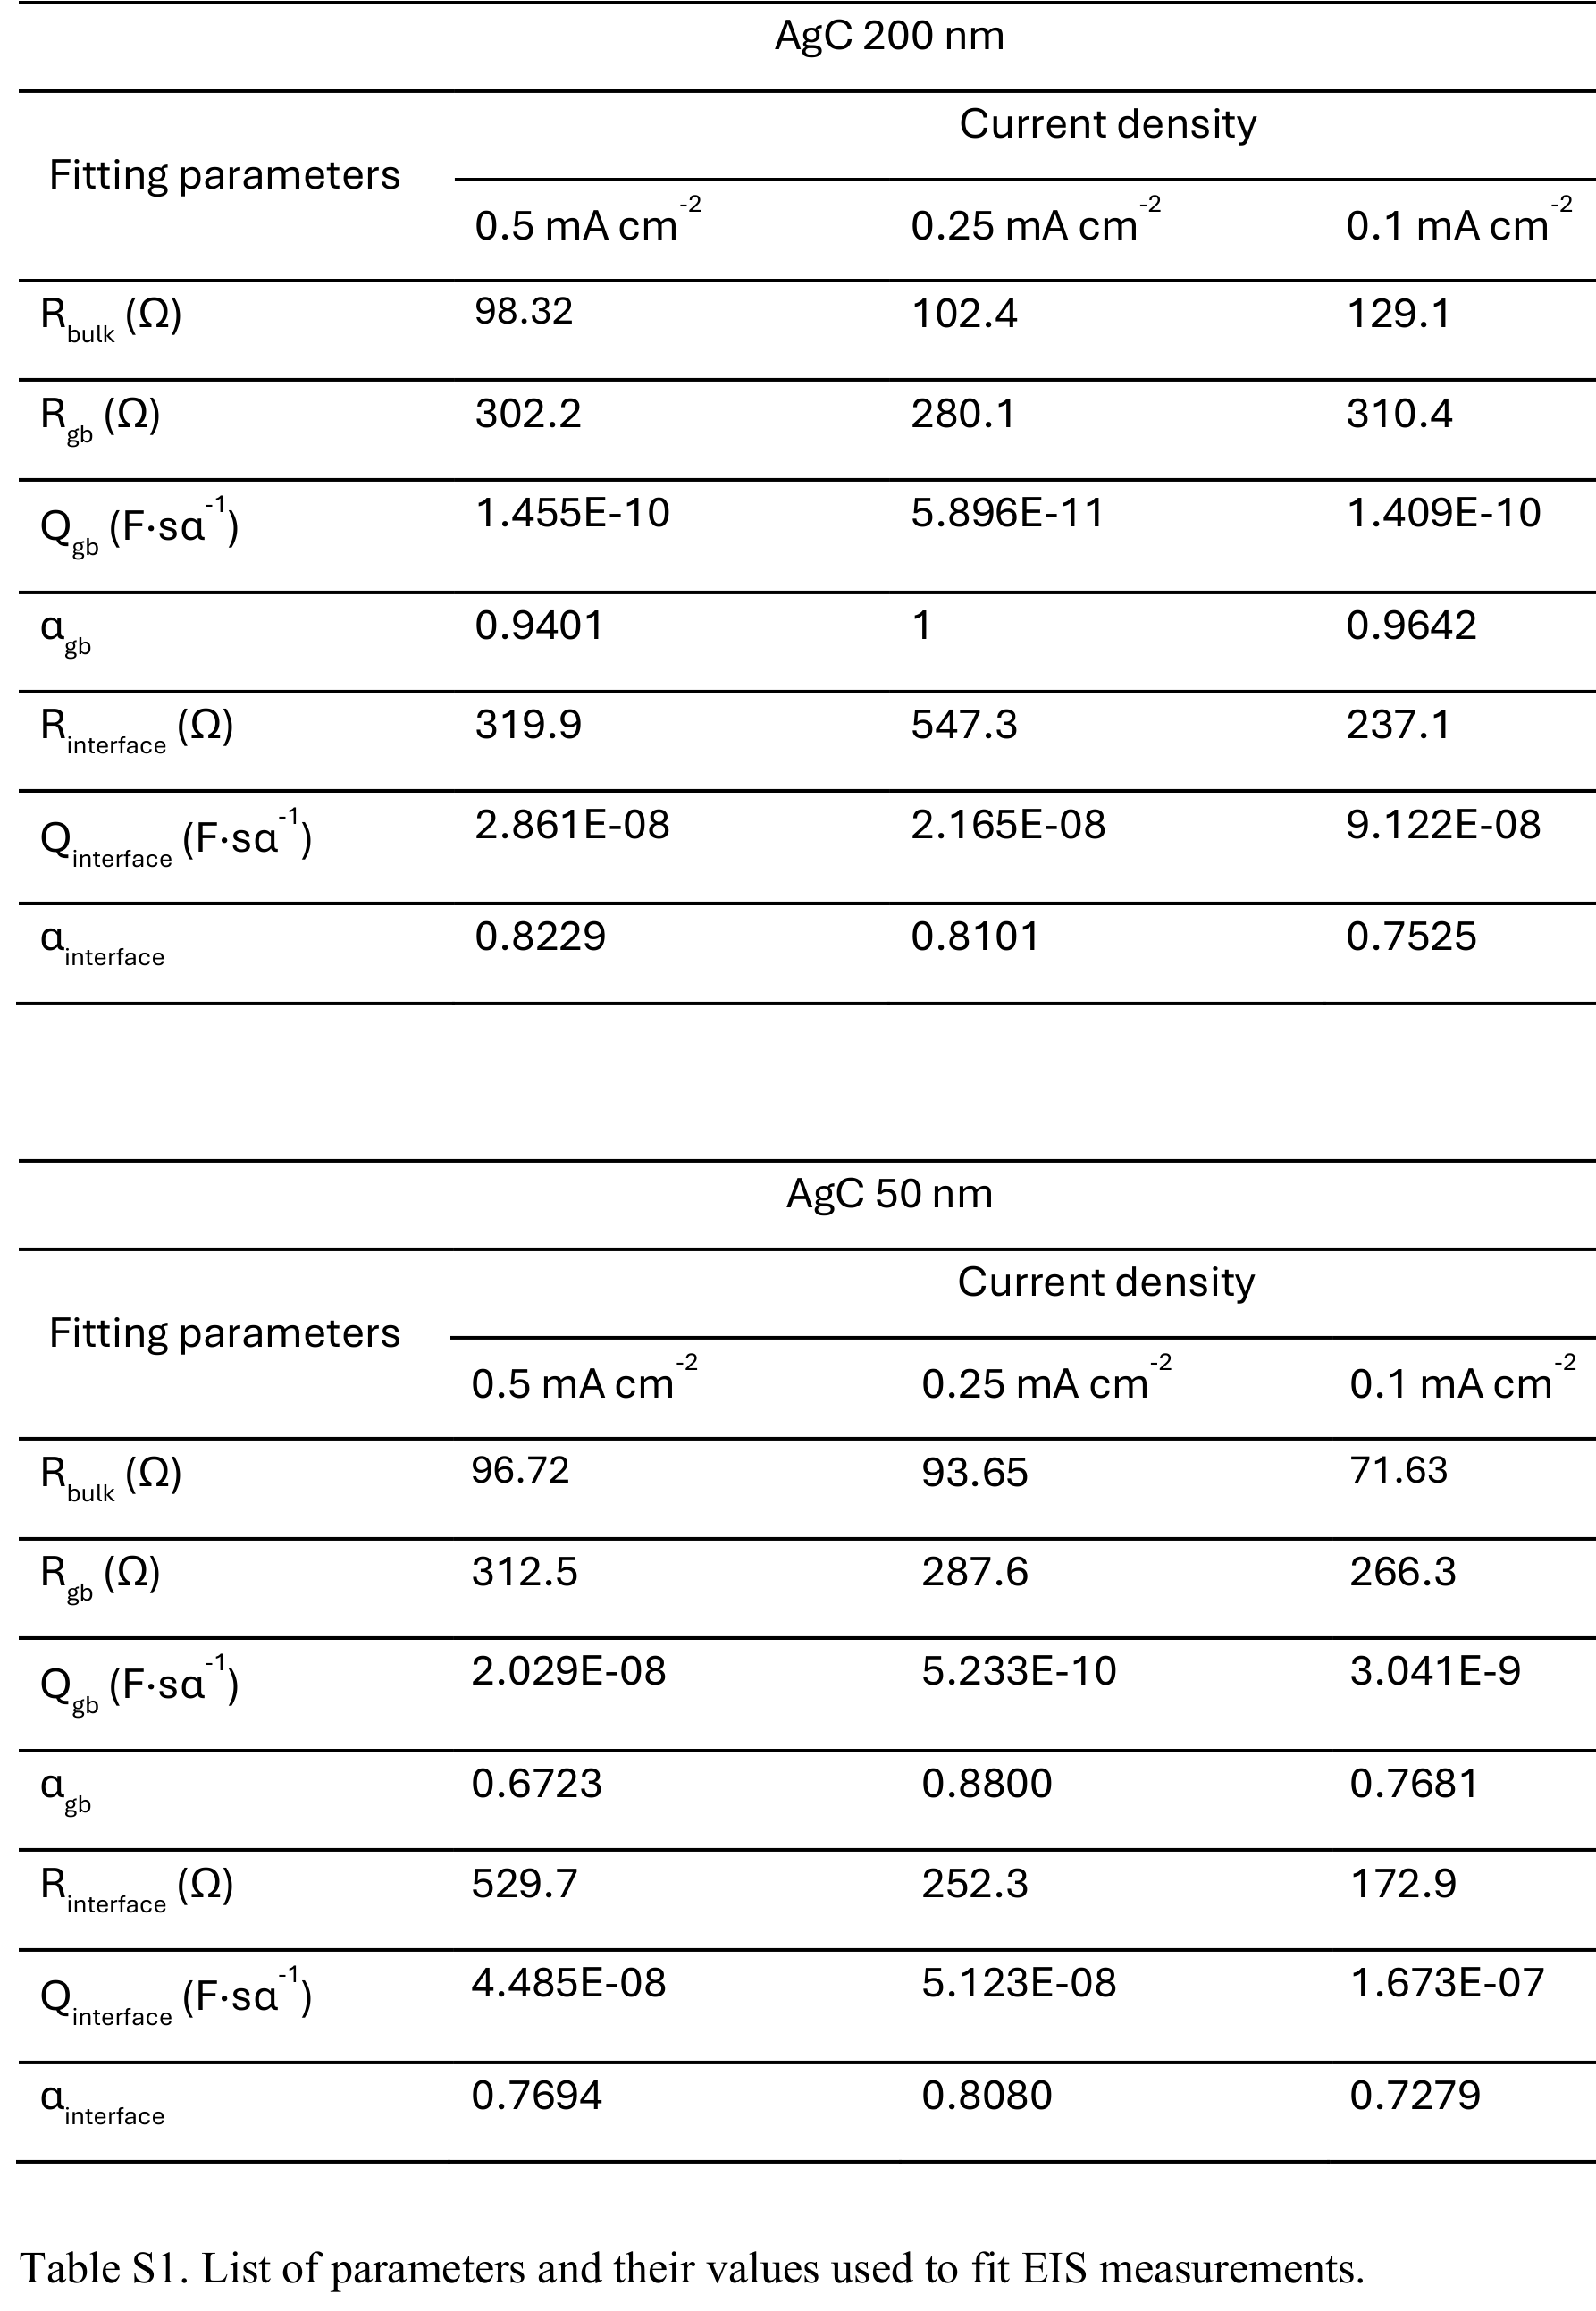 AgC 200 nm
Current density
Fitting parameters
0.5 mA cm-2 0.25 mA cm-2 0.1 mA cm-2
Rbulk (Ω) 98.32 102.4 129.1
Rgb (Ω) 302.2 280.1 310.4
Qgb (F·sα-1) 1.455E-10 5.896E-11 1.409E-10
αgb 0.9401 1 0.9642
Rinterface (Ω) 319.9 547.3 237.1
Qinterface (F·sα-1) 2.861E-08 2.165E-08 9.122E-08
αinterface 0.8229 0.8101 0.7525
AgC 50 nm
Current density
Fitting parameters
0.5 mA cm-2 0.25 mA cm-2 0.1 mA cm-2
Rbulk (Ω) 96.72 93.65 71.63
Rgb (Ω) 312.5 287.6 266.3
Qgb (F·sα-1) 2.029E-08 5.233E-10 3.041E-9
αgb 0.6723 0.8800 0.7681
Rinterface (Ω) 529.7 252.3 172.9
Qinterface (F·sα-1) 4.485E-08 5.123E-08 1.673E-07
αinterface 0.7694 0.8080 0.7279
Table S1. List of parameters and their values used to fit EIS measurements.